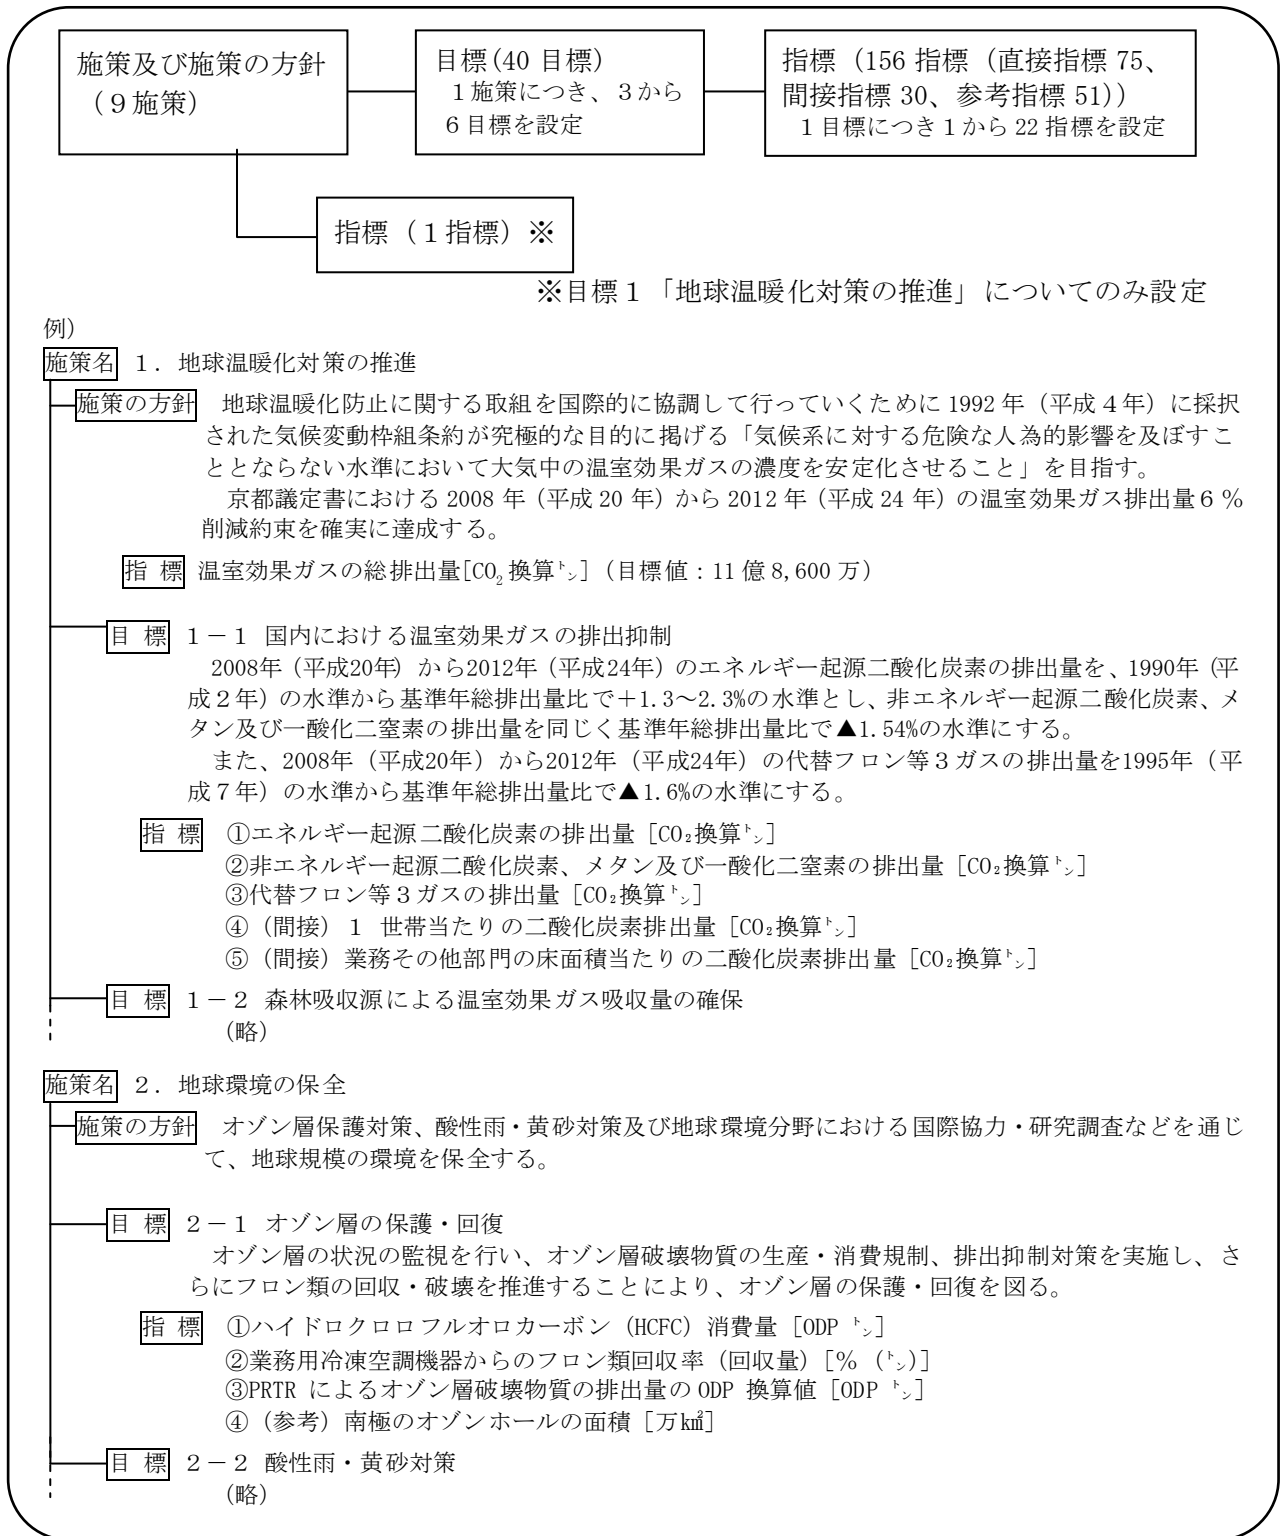 施策及び施策の方針
（９施策）
目標(40 目標)
１施策につき、３から
６目標を設定
指標（156 指標（直接指標 75、
間接指標 30、参考指標 51））
１目標につき１から 22 指標を設定
指標（１指標）※
※目標１「地球温暖化対策の推進」についてのみ設定
例）
施策名 １．地球温暖化対策の推進
施策の方針 地球温暖化防止に関する取組を国際的に協調して行っていくために 1992 年（平成４年）に採択
された気候変動枠組条約が究極的な目的に掲げる「気候系に対する危険な人為的影響を及ぼすこ
ととならない水準において大気中の温室効果ガスの濃度を安定化させること」を目指す。
京都議定書における 2008 年（平成 20 年）から 2012 年（平成 24 年）の温室効果ガス排出量６％
削減約束を確実に達成する。
指 標 温室効果ガスの総排出量[CO₂換算㌧]（目標値：11 億 8,600 万）
目 標 １－１ 国内における温室効果ガスの排出抑制
2008年（平成20年）から2012年（平成24年）のエネルギー起源二酸化炭素の排出量を、1990年（平
成２年）の水準から基準年総排出量比で＋1.3～2.3%の水準とし、非エネルギー起源二酸化炭素、メ
タン及び一酸化二窒素の排出量を同じく基準年総排出量比で▲1.54%の水準にする。
また、2008年（平成20年）から2012年（平成24年）の代替フロン等３ガスの排出量を1995年（平
成７年）の水準から基準年総排出量比で▲1.6%の水準にする。
指 標 ①エネルギー起源二酸化炭素の排出量［CO₂換算㌧］
②非エネルギー起源二酸化炭素、メタン及び一酸化二窒素の排出量［CO₂換算㌧］
③代替フロン等３ガスの排出量［CO₂換算㌧］
④（間接）１ 世帯当たりの二酸化炭素排出量［CO₂換算㌧］
⑤（間接）業務その他部門の床面積当たりの二酸化炭素排出量［CO₂換算㌧］
目 標 １－２ 森林吸収源による温室効果ガス吸収量の確保
（略）
施策名 ２．地球環境の保全
施策の方針 オゾン層保護対策、酸性雨・黄砂対策及び地球環境分野における国際協力・研究調査などを通じ
て、地球規模の環境を保全する。
目 標 ２－１ オゾン層の保護・回復
オゾン層の状況の監視を行い、オゾン層破壊物質の生産・消費規制、排出抑制対策を実施し、さ
らにフロン類の回収・破壊を推進することにより、オゾン層の保護・回復を図る。
指 標 ①ハイドロクロロフルオロカーボン（HCFC）消費量［ODP ㌧］
②業務用冷凍空調機器からのフロン類回収率（回収量）［％（㌧）］
③PRTR によるオゾン層破壊物質の排出量の ODP 換算値［ODP ㌧］
④（参考）南極のオゾンホールの面積［万㎢］
目 標 ２－２ 酸性雨・黄砂対策
（略）